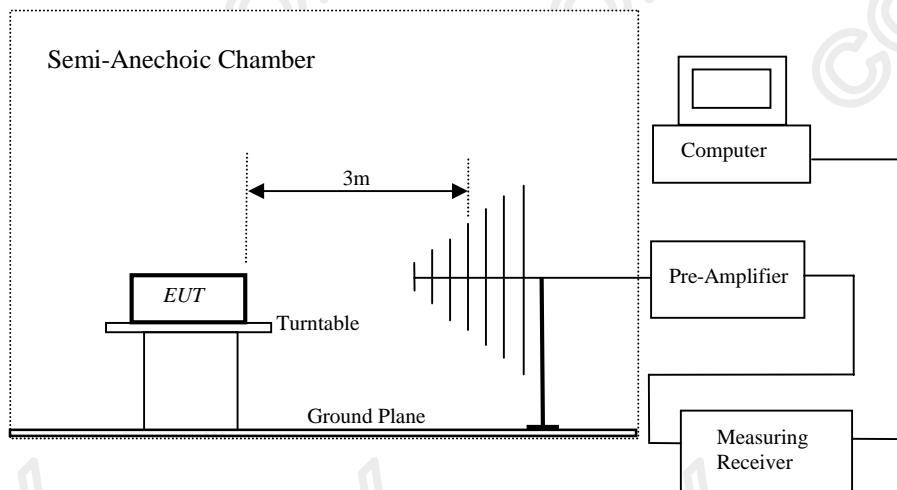 Semi-Anechoic Chamber
Computer
3m
Pre-Amplifier
EUT
Turntable
Ground Plane
Measuring
Receiver